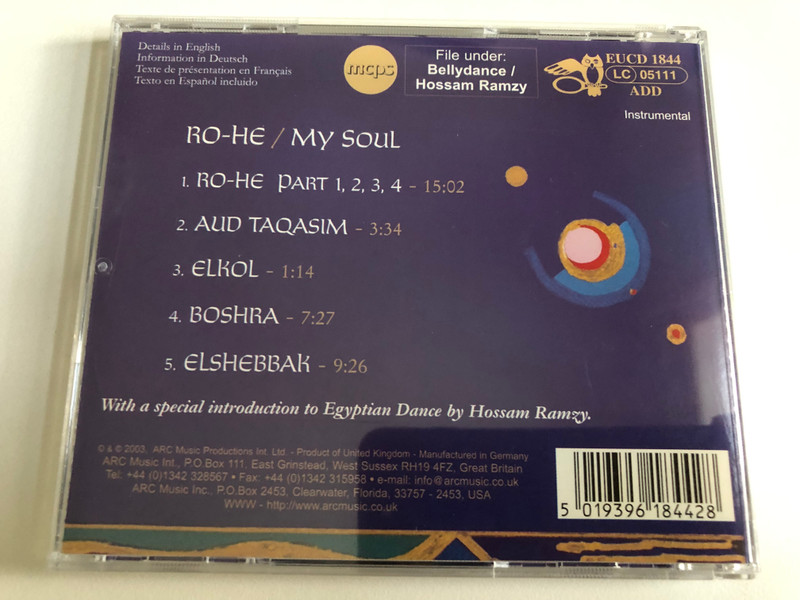 Details in English
Information in Deutsch
Texte de présentation en Français
Texto en Español incluido
mcps
File under:
Bellydance /
Hossam Ramzy
EUCD 1844
LC 05111
ADD
Instrumental
RO-HE / MY SOUL
1. RO-HE PART 1, 2, 3, 4 - 15:02
2. AUD TAQASIM - 3:34
3. ELKOL - 1:14
4. BOSHRA - 7:27
5. ELSHEBBAK - 9:26
With a special introduction to Egyptian Dance by Hossam Ramzy.
© & ℗ 2003, ARC Music Productions Int. Ltd. - Product of United Kingdom - Manufactured in Germany
ARC Music Int., P.O.Box 111, East Grinstead, West Sussex RH19 4FZ, Great Britain
Tel: +44 (0)1342 328567 • Fax: +44 (0)1342 315958 • e-mail: info@arcmusic.co.uk
ARC Music Inc., P.O.Box 2453, Clearwater, Florida, 33757 - 2453, USA
WWW - http://www.arcmusic.co.uk
5 019396 184428